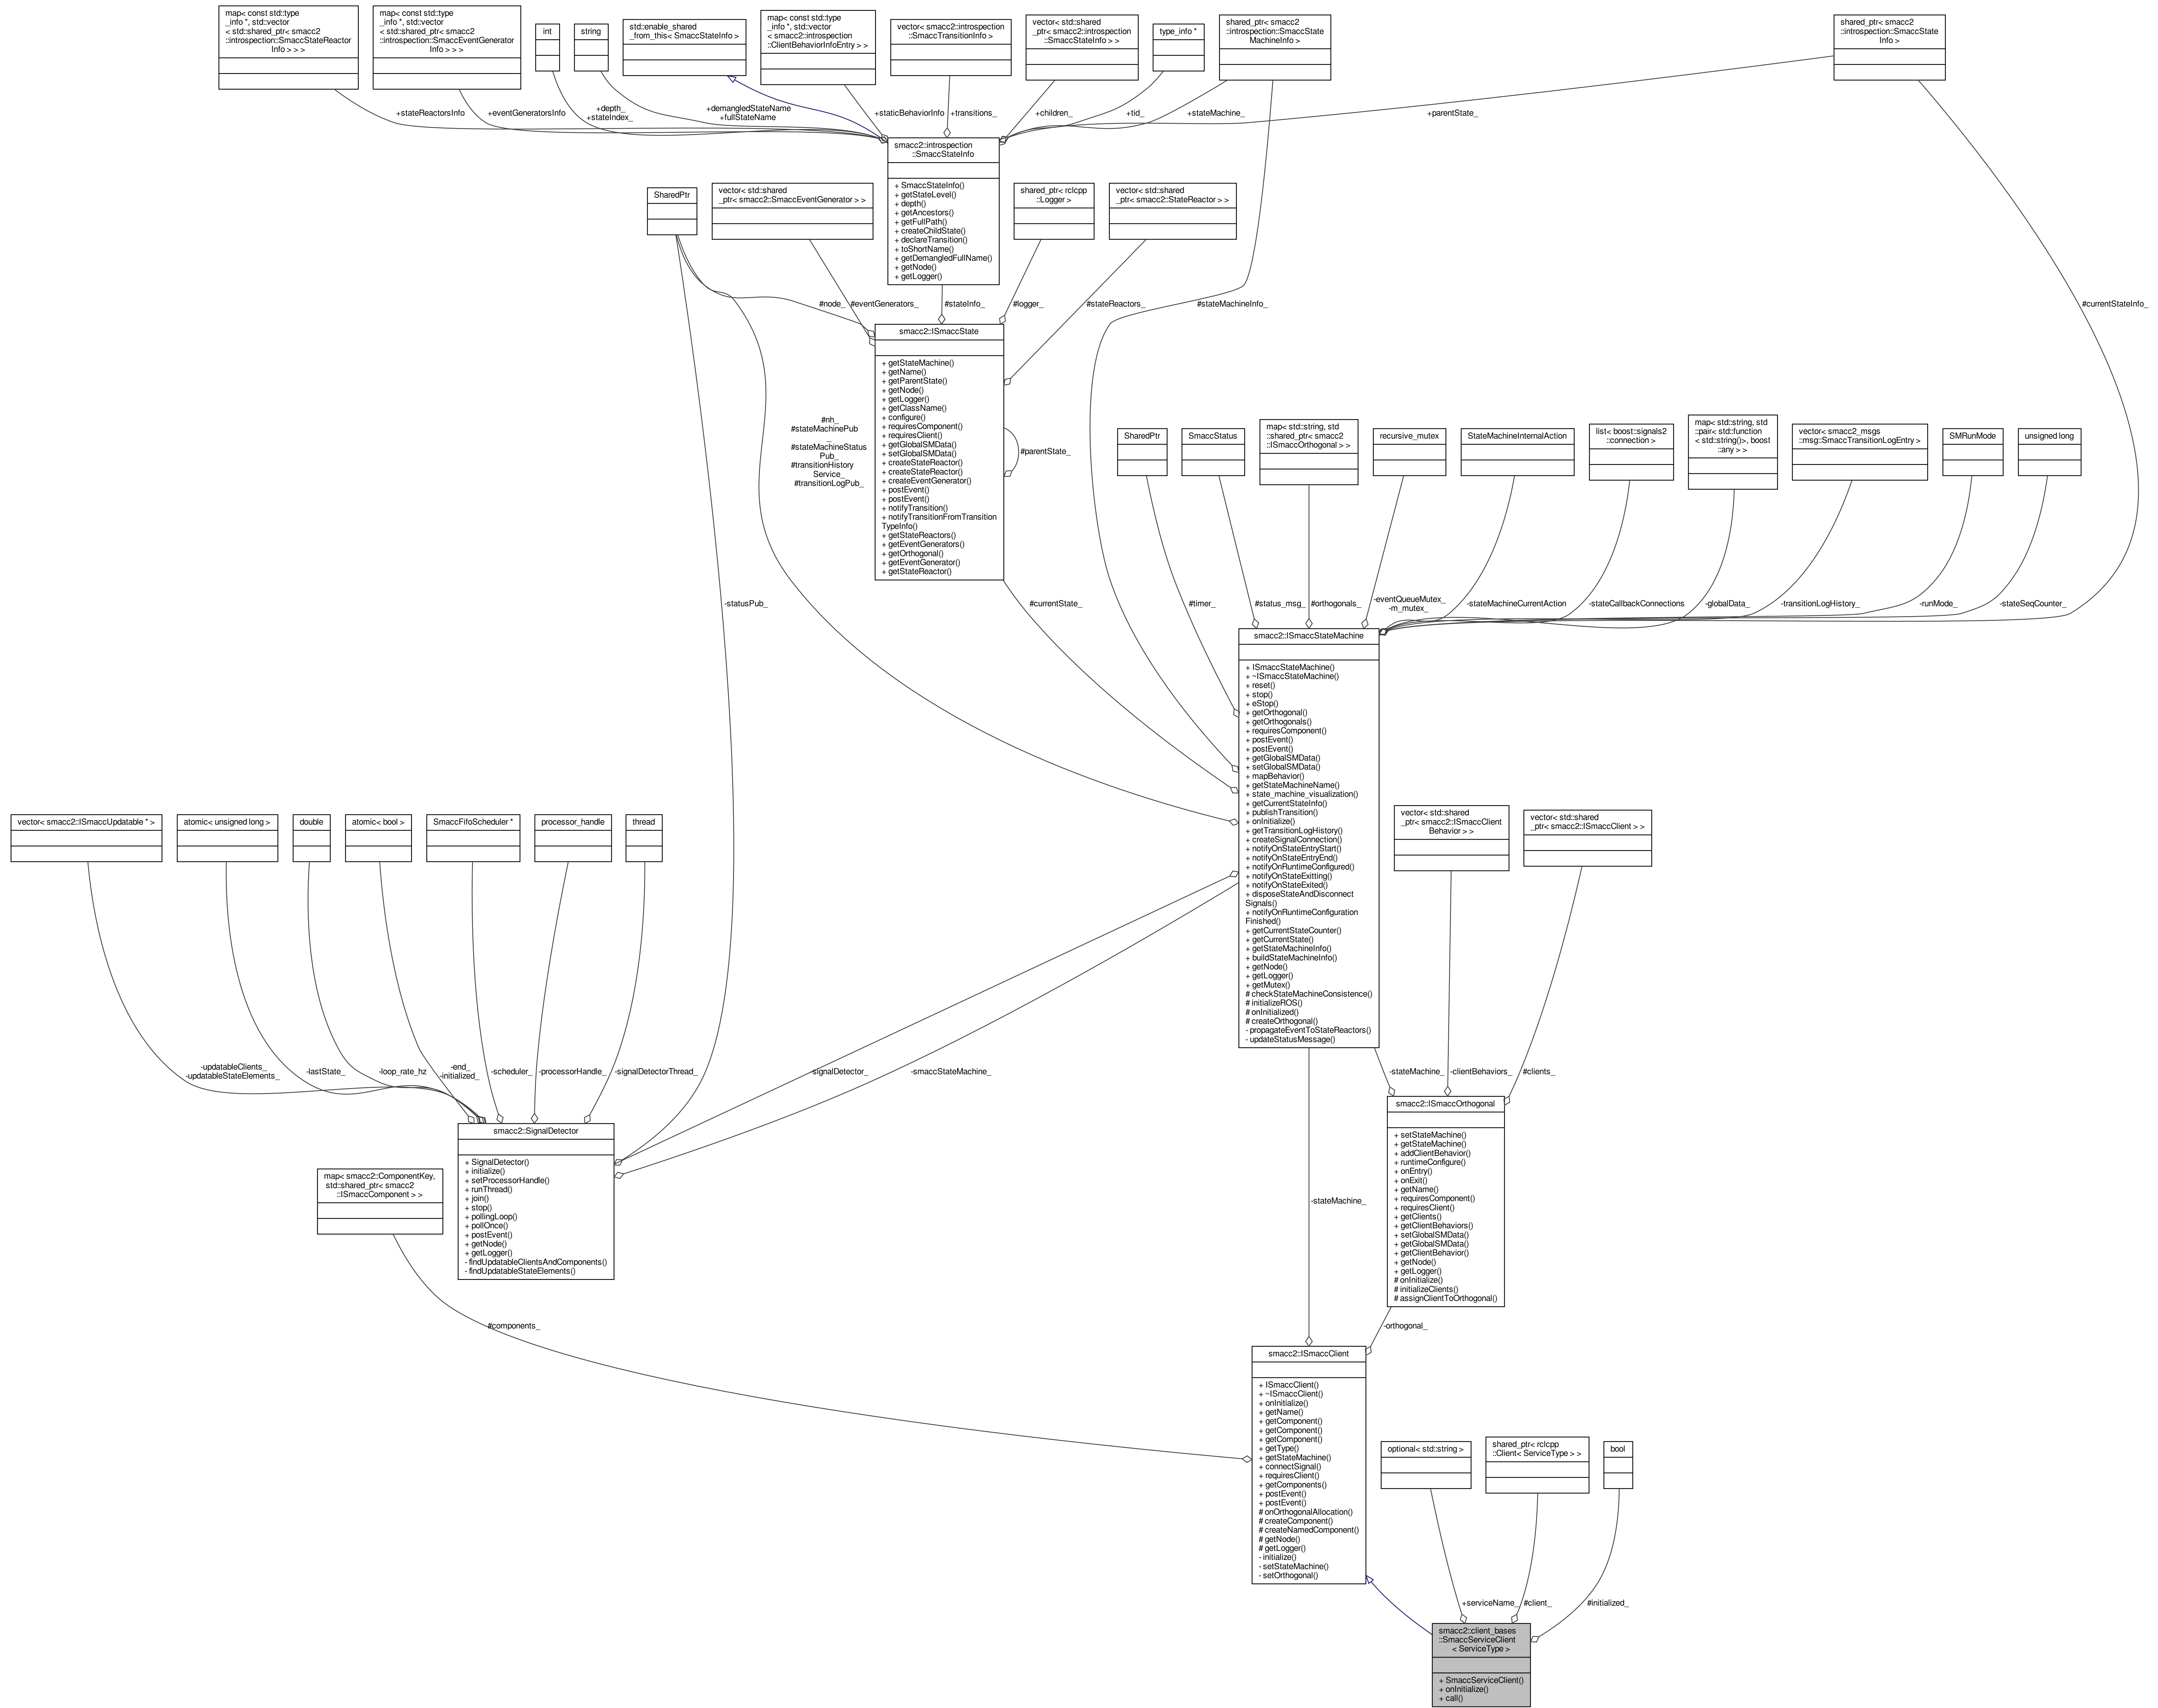 map< const std::type
_info *, std::vector
< std::shared_ptr< smacc2
::introspection::SmaccStateReactor
Info > > >
map< const std::type
_info *, std::vector
< std::shared_ptr< smacc2
::introspection::SmaccEventGenerator
Info > > >
int
string
std::enable_shared
_from_this< SmaccStateInfo >
map< const std::type
_info *, std::vector
< smacc2::introspection
::ClientBehaviorInfoEntry > >
vector< smacc2::introspection
::SmaccTransitionInfo >
vector< std::shared
_ptr< smacc2::introspection
::SmaccStateInfo > >
type_info *
shared_ptr< smacc2
::introspection::SmaccState
MachineInfo >
shared_ptr< smacc2
::introspection::SmaccState
Info >
+stateReactorsInfo
+eventGeneratorsInfo
+depth_
+stateIndex_
+demangledStateName
+fullStateName
+staticBehaviorInfo
+transitions_
+children_
+tid_
+stateMachine_
+parentState_
smacc2::introspection
::SmaccStateInfo
+ SmaccStateInfo()
+ getStateLevel()
+ depth()
+ getAncestors()
+ getFullPath()
+ createChildState()
+ declareTransition()
+ toShortName()
+ getDemangledFullName()
+ getNode()
+ getLogger()
SharedPtr
vector< std::shared
_ptr< smacc2::SmaccEventGenerator > >
shared_ptr< rclcpp
::Logger >
vector< std::shared
_ptr< smacc2::StateReactor > >
#node_
#eventGenerators_
#stateInfo_
#logger_
#stateReactors_
#stateMachineInfo_
#currentStateInfo_
smacc2::ISmaccState
+ getStateMachine()
+ getName()
+ getParentState()
+ getNode()
+ getLogger()
+ getClassName()
+ configure()
+ requiresComponent()
+ requiresClient()
+ getGlobalSMData()
+ setGlobalSMData()
+ createStateReactor()
+ createStateReactor()
+ createEventGenerator()
+ postEvent()
+ postEvent()
+ notifyTransition()
+ notifyTransitionFromTransition
TypeInfo()
+ getStateReactors()
+ getEventGenerators()
+ getOrthogonal()
+ getEventGenerator()
+ getStateReactor()
#parentState_
#nh_
#stateMachinePub
_
#stateMachineStatus
Pub_
#transitionHistory
Service_
#transitionLogPub_
SharedPtr
SmaccStatus
map< std::string, std
::shared_ptr< smacc2
::ISmaccOrthogonal > >
recursive_mutex
StateMachineInternalAction
list< boost::signals2
::connection >
map< std::string, std
::pair< std::function
< std::string()>, boost
::any > >
vector< smacc2_msgs
::msg::SmaccTransitionLogEntry >
SMRunMode
unsigned long
-statusPub_
#currentState_
#timer_
#status_msg_
#orthogonals_
-eventQueueMutex_
-m_mutex_
-stateMachineCurrentAction
-stateCallbackConnections
-globalData_
-transitionLogHistory_
-runMode_
-stateSeqCounter_
smacc2::ISmaccStateMachine
+ ISmaccStateMachine()
+ ~ISmaccStateMachine()
+ reset()
+ stop()
+ eStop()
+ getOrthogonal()
+ getOrthogonals()
+ requiresComponent()
+ postEvent()
+ postEvent()
+ getGlobalSMData()
+ setGlobalSMData()
+ mapBehavior()
+ getStateMachineName()
+ state_machine_visualization()
+ getCurrentStateInfo()
+ publishTransition()
+ onInitialize()
+ getTransitionLogHistory()
+ createSignalConnection()
+ notifyOnStateEntryStart()
+ notifyOnStateEntryEnd()
+ notifyOnRuntimeConfigured()
+ notifyOnStateExitting()
+ notifyOnStateExited()
+ disposeStateAndDisconnect
Signals()
+ notifyOnRuntimeConfiguration
Finished()
+ getCurrentStateCounter()
+ getCurrentState()
+ getStateMachineInfo()
+ buildStateMachineInfo()
+ getNode()
+ getLogger()
+ getMutex()
# checkStateMachineConsistence()
# initializeROS()
# onInitialized()
# createOrthogonal()
- propagateEventToStateReactors()
- updateStatusMessage()
vector< smacc2::ISmaccUpdatable * >
atomic< unsigned long >
double
atomic< bool >
SmaccFifoScheduler *
processor_handle
thread
vector< std::shared
_ptr< smacc2::ISmaccClient
Behavior > >
vector< std::shared
_ptr< smacc2::ISmaccClient > >
-updatableClients_
-updatableStateElements_
-lastState_
-loop_rate_hz
-end_
-initialized_
-scheduler_
-processorHandle_
-signalDetectorThread_
-signalDetector_
-smaccStateMachine_
-stateMachine_
-clientBehaviors_
#clients_
smacc2::SignalDetector
+ SignalDetector()
+ initialize()
+ setProcessorHandle()
+ runThread()
+ join()
+ stop()
+ pollingLoop()
+ pollOnce()
+ postEvent()
+ getNode()
+ getLogger()
- findUpdatableClientsAndComponents()
- findUpdatableStateElements()
map< smacc2::ComponentKey,
std::shared_ptr< smacc2
::ISmaccComponent > >
smacc2::ISmaccOrthogonal
+ setStateMachine()
+ getStateMachine()
+ addClientBehavior()
+ runtimeConfigure()
+ onEntry()
+ onExit()
+ getName()
+ requiresComponent()
+ requiresClient()
+ getClients()
+ getClientBehaviors()
+ setGlobalSMData()
+ getGlobalSMData()
+ getClientBehavior()
+ getNode()
+ getLogger()
# onInitialize()
# initializeClients()
# assignClientToOrthogonal()
-stateMachine_
#components_
-orthogonal_
smacc2::ISmaccClient
+ ISmaccClient()
+ ~ISmaccClient()
+ onInitialize()
+ getName()
+ getComponent()
+ getComponent()
+ getComponent()
+ getType()
+ getStateMachine()
+ connectSignal()
+ requiresClient()
+ getComponents()
+ postEvent()
+ postEvent()
# onOrthogonalAllocation()
# createComponent()
# createNamedComponent()
# getNode()
# getLogger()
- initialize()
- setStateMachine()
- setOrthogonal()
optional< std::string >
shared_ptr< rclcpp
::Client< ServiceType > >
bool
+serviceName_
#client_
#initialized_
smacc2::client_bases
::SmaccServiceClient
< ServiceType >
+ SmaccServiceClient()
+ onInitialize()
+ call()